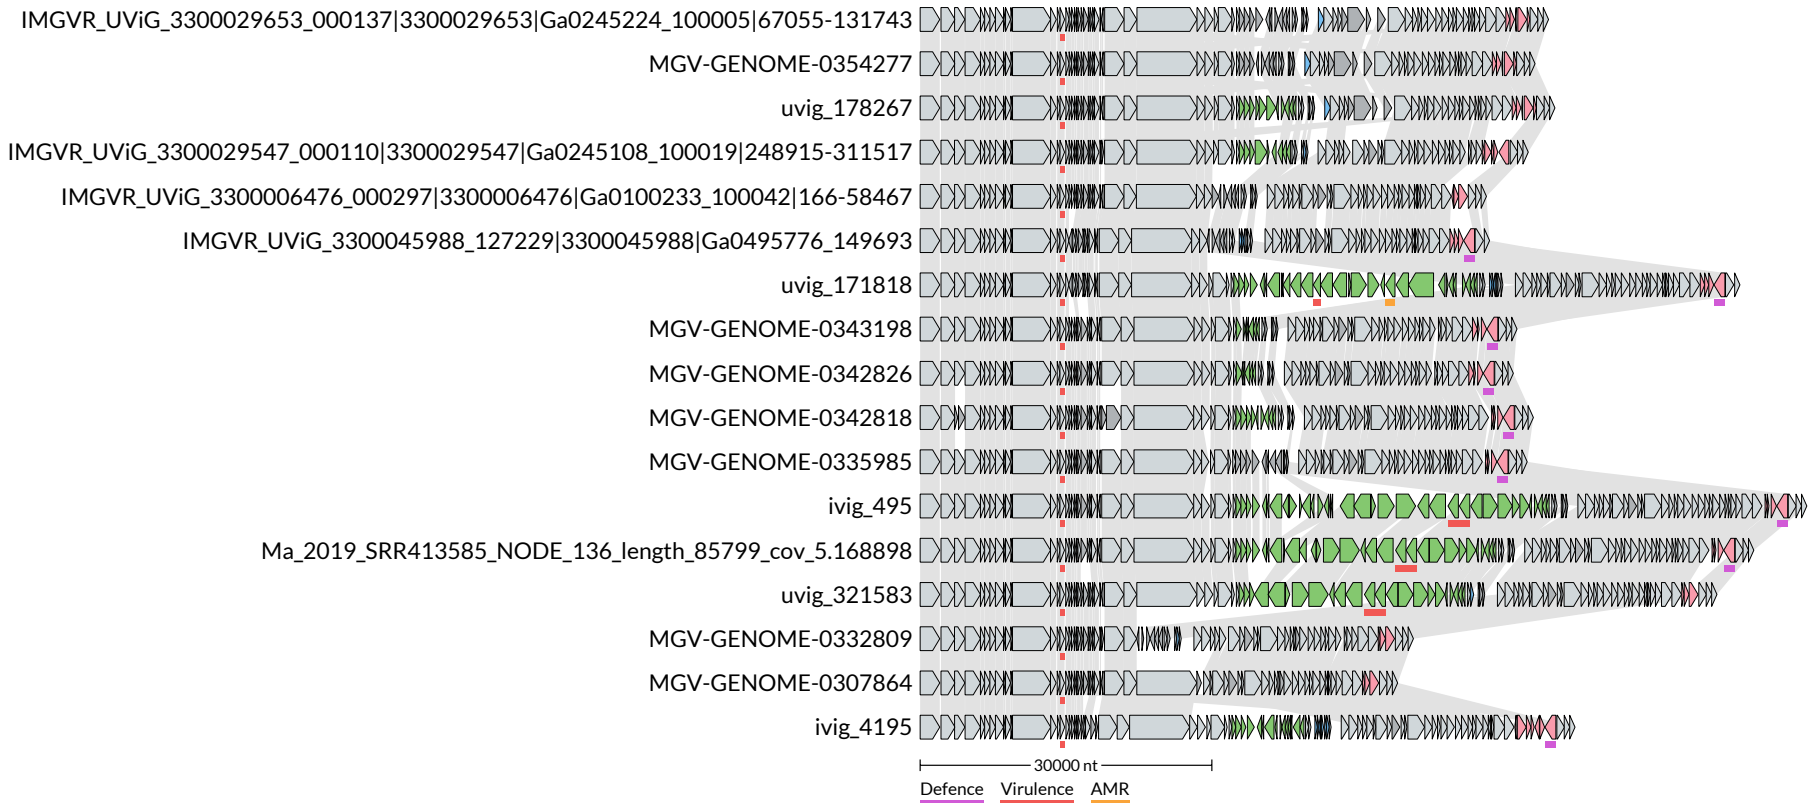 IMGVR_UViG_3300029653_000137|3300029653|Ga0245224_100005|67055-131743
MGV-GENOME-0354277
uvig_178267
IMGVR_UViG_3300029547_000110|3300029547|Ga0245108_100019|248915-311517
IMGVR_UViG_3300006476_000297|3300006476|Ga0100233_100042|166-58467
IMGVR_UViG_3300045988_127229|3300045988|Ga0495776_149693
uvig_171818
MGV-GENOME-0343198
MGV-GENOME-0342826
MGV-GENOME-0342818
MGV-GENOME-0335985
ivig_495
Ma_2019_SRR413585_NODE_136_length_85799_cov_5.168898
uvig_321583
MGV-GENOME-0332809
MGV-GENOME-0307864
ivig_4195
30000 nt
Defence Virulence AMR